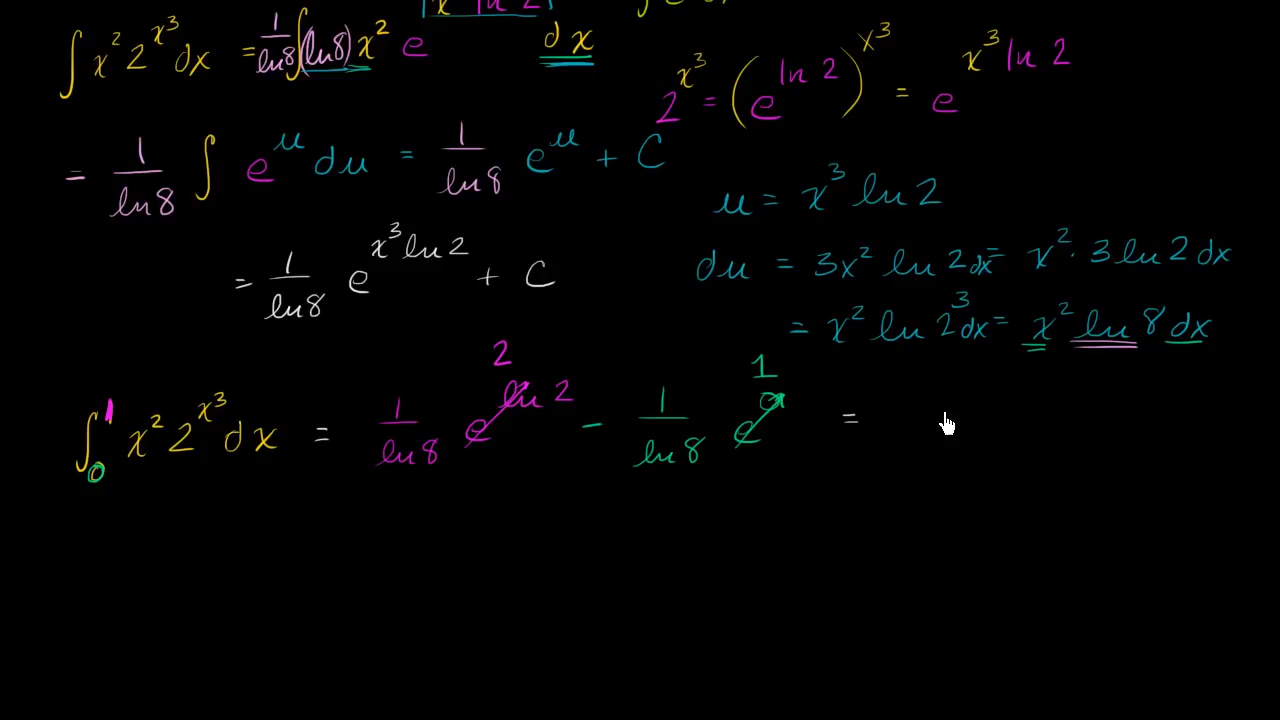 ∫ x² 2^(x³) dx = 1/ln8 ∫ (ln8) x² e dx
2^(x³) = (e^(ln 2))^(x³) = e^(x³ ln 2)
= 1/ln8 ∫ e^u du = 1/ln8 e^u + C
u = x³ ln 2
= 1/ln8 e^(x³ ln 2) + C
du = 3x² ln 2 dx = x² · 3 ln 2 dx
= x² ln 2³ dx = x² ln 8 dx
∫₀¹ x² 2^(x³) dx = 1/ln8 e^(ln 2) 2 - 1/ln8 e^0 1 =